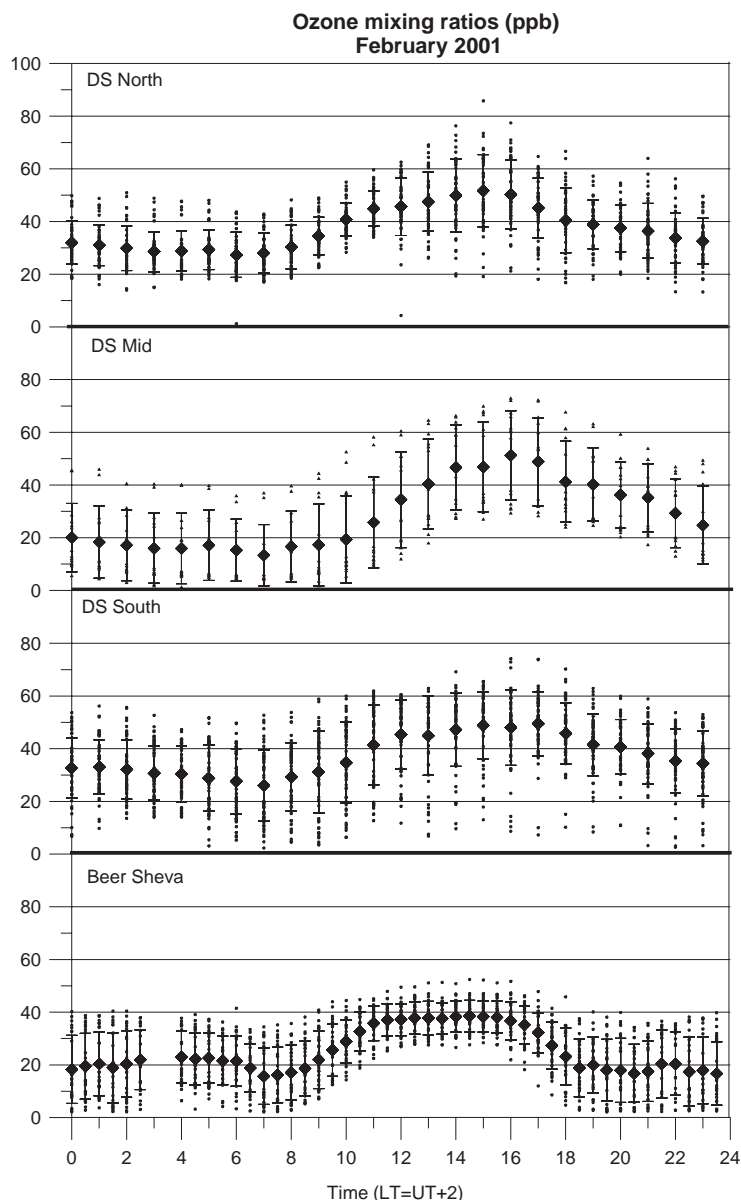 Ozone mixing ratios (ppb)
February 2001
100
DS North
80
60
40
20
0
DS Mid
80
60
40
20
0
DS South
80
60
40
20
0
Beer Sheva
80
60
40
20
0
0 2 4 6 8 10 12 14 16 18 20 22 24
Time (LT=UT+2)